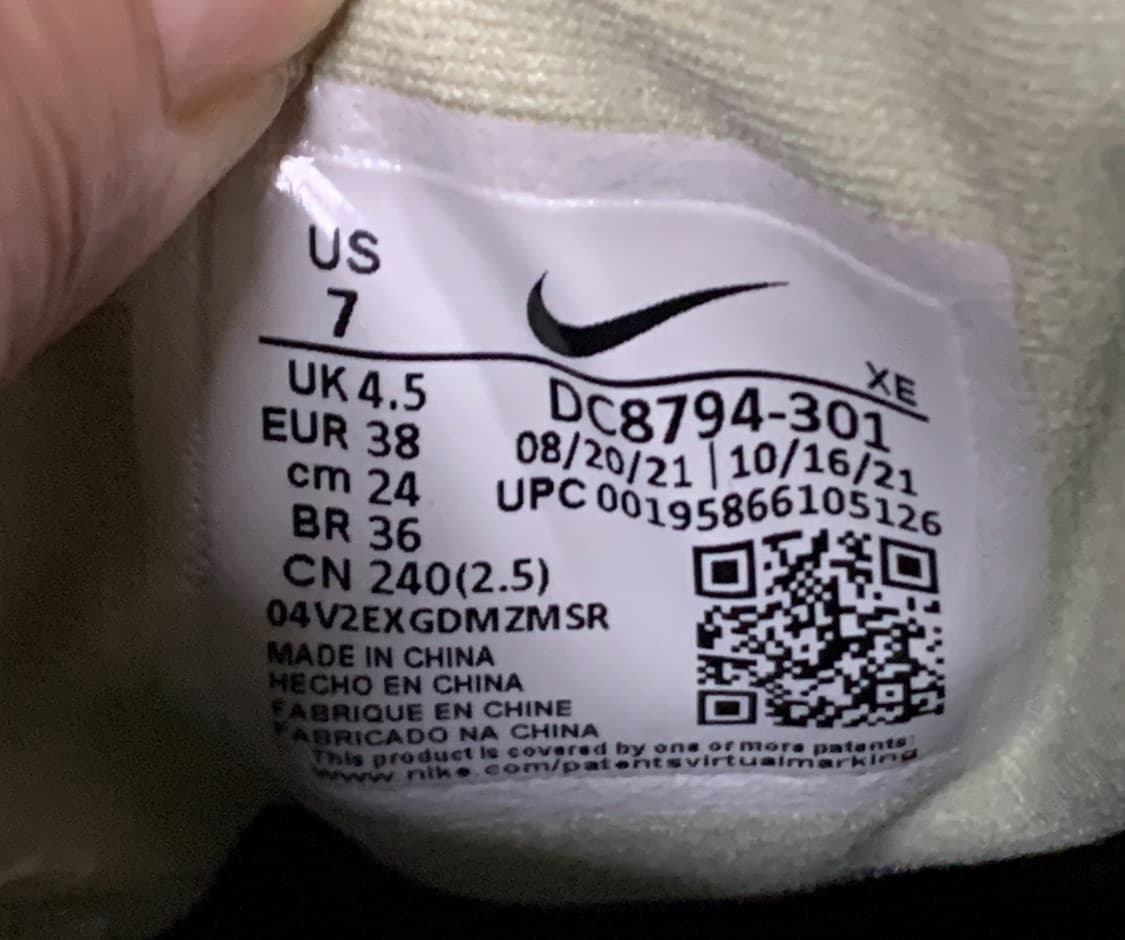 US
7
XE
UK 4.5
EUR 38
cm 24
BR 36
CN 240(2.5)
DC8794-301
08/20/21 | 10/16/21
UPC 00195866105126
04V2EXGDMZMSR
MADE IN CHINA
HECHO EN CHINA
FABRIQUE EN CHINE
FABRICADO NA CHINA
This product is covered by one or more patents:
www.nike.com/patentsvirtualmarking